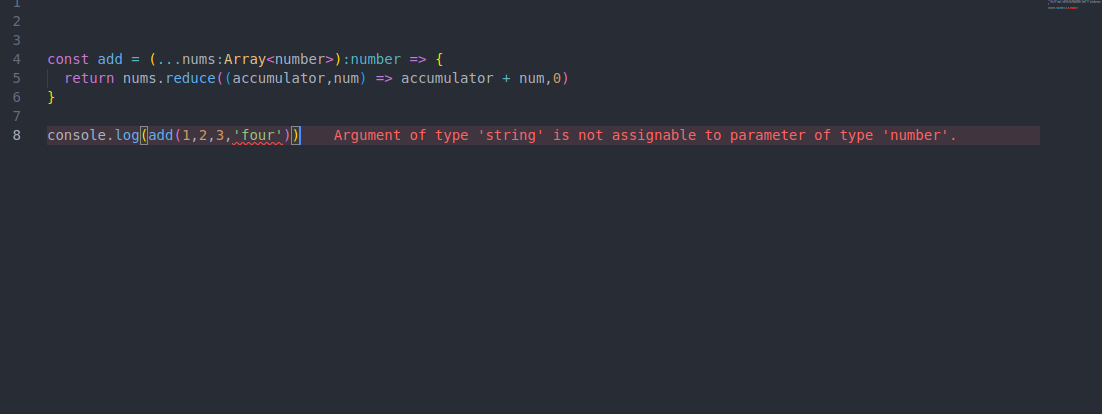 1
2
3
4 const add = (...nums:Array<number>):number => {
5 return nums.reduce((accumulator,num) => accumulator + num,0)
6 }
7
8 console.log(add(1,2,3,'four')) Argument of type 'string' is not assignable to parameter of type 'number'.